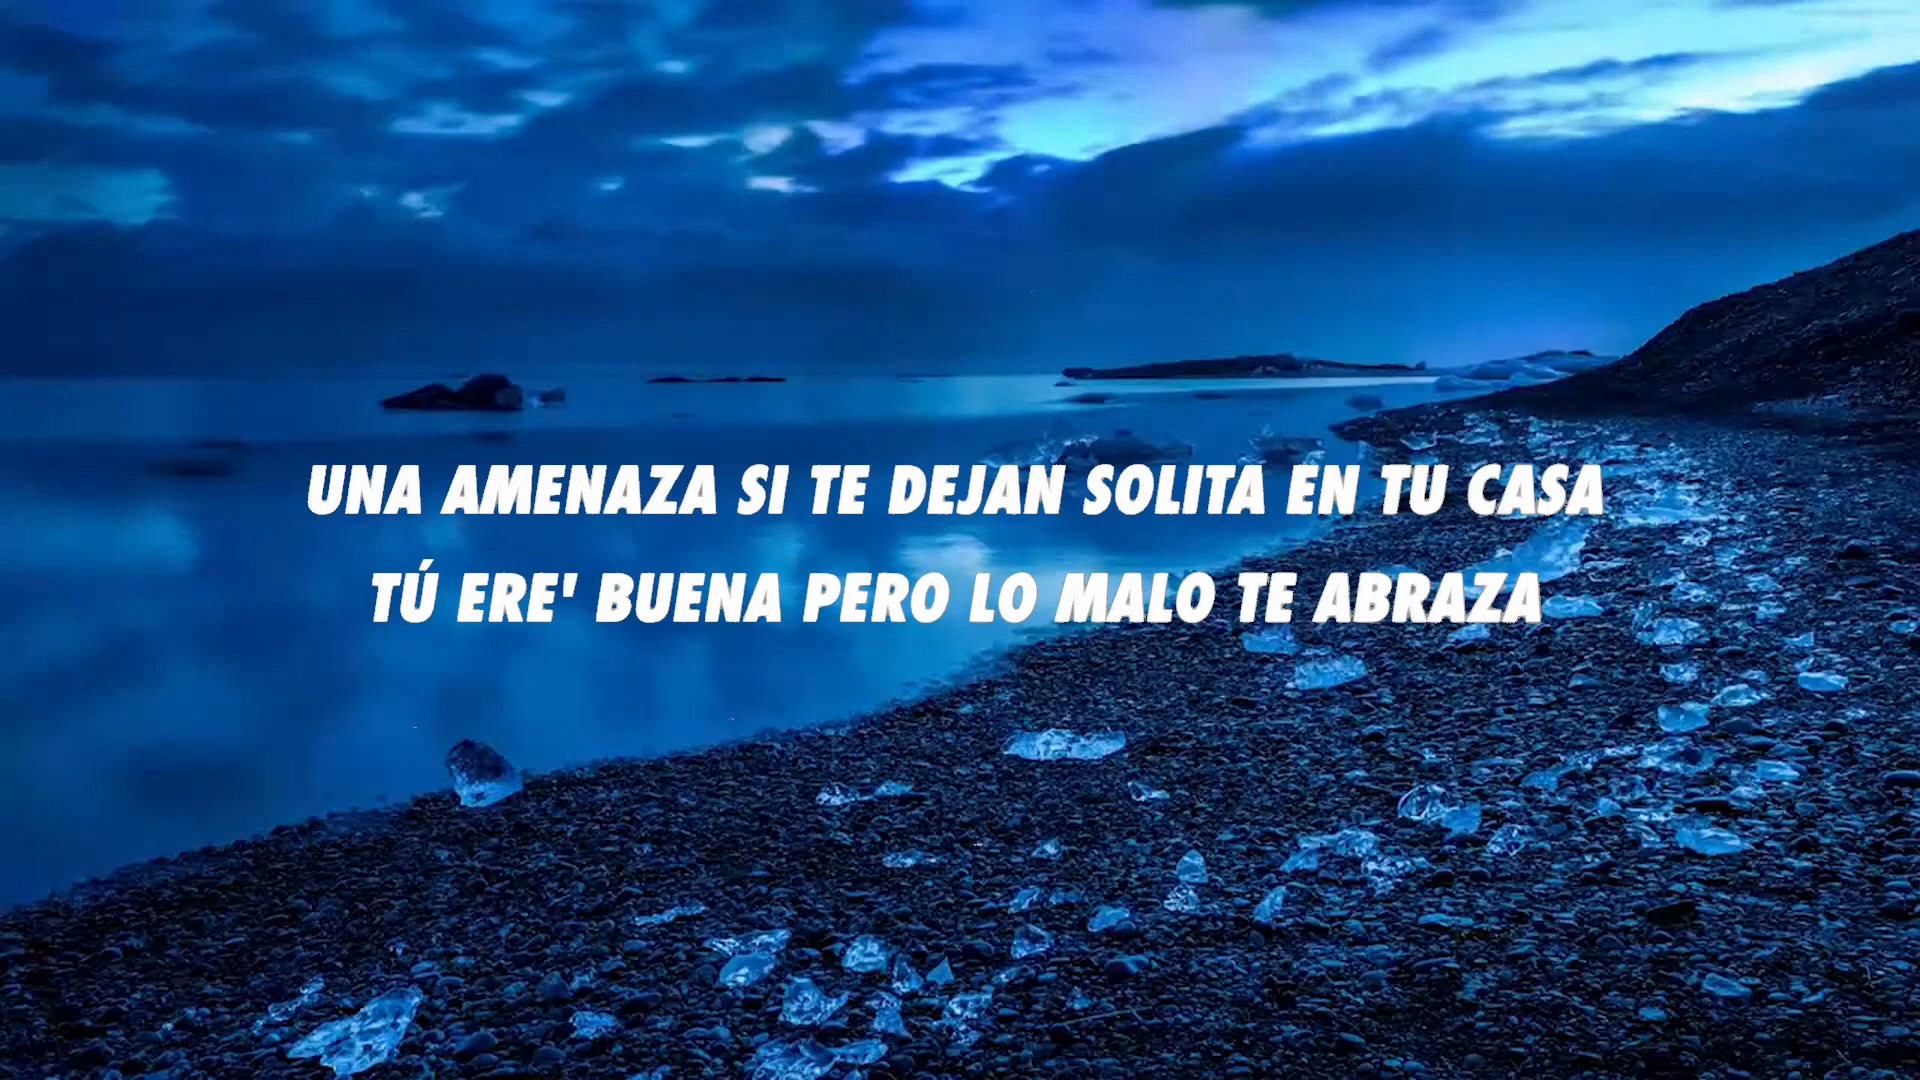 UNA AMENAZA SI TE DEJAN SOLITA EN TU CASA
TÚ ERE' BUENA PERO LO MALO TE ABRAZA